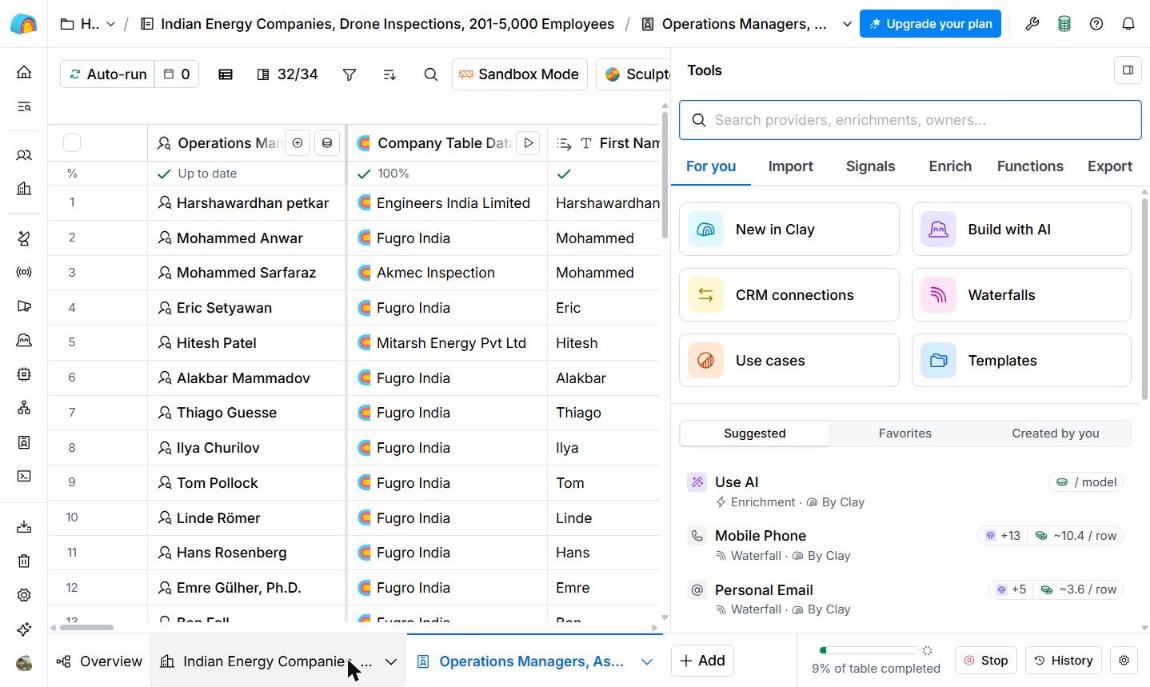 H.. / Indian Energy Companies, Drone Inspections, 201-5,000 Employees / Operations Managers, ... Upgrade your plan
Auto-run 0 32/34 Sandbox Mode Sculpt
Tools
Search providers, enrichments, owners...
For you Import Signals Enrich Functions Export
Operations Ma Company Table Dat T First Nam
% Up to date 100%
1 Harshawardhan petkar Engineers India Limited Harshawardhan
2 Mohammed Anwar Fugro India Mohammed
3 Mohammed Sarfaraz Akmec Inspection Mohammed
4 Eric Setyawan Fugro India Eric
5 Hitesh Patel Mitarsh Energy Pvt Ltd Hitesh
6 Alakbar Mammadov Fugro India Alakbar
7 Thiago Guesse Fugro India Thiago
8 Ilya Churilov Fugro India Ilya
9 Tom Pollock Fugro India Tom
10 Linde Römer Fugro India Linde
11 Hans Rosenberg Fugro India Hans
12 Emre Gülher, Ph.D. Fugro India Emre
13 Fugro India
New in Clay Build with AI
CRM connections Waterfalls
Use cases Templates
Suggested Favorites Created by you
Use AI / model
Enrichment · By Clay
Mobile Phone +13 ~10.4 / row
Waterfall · By Clay
Personal Email +5 ~3.6 / row
Waterfall · By Clay
Overview Indian Energy Companie ... Operations Managers, As... + Add
9% of table completed Stop History